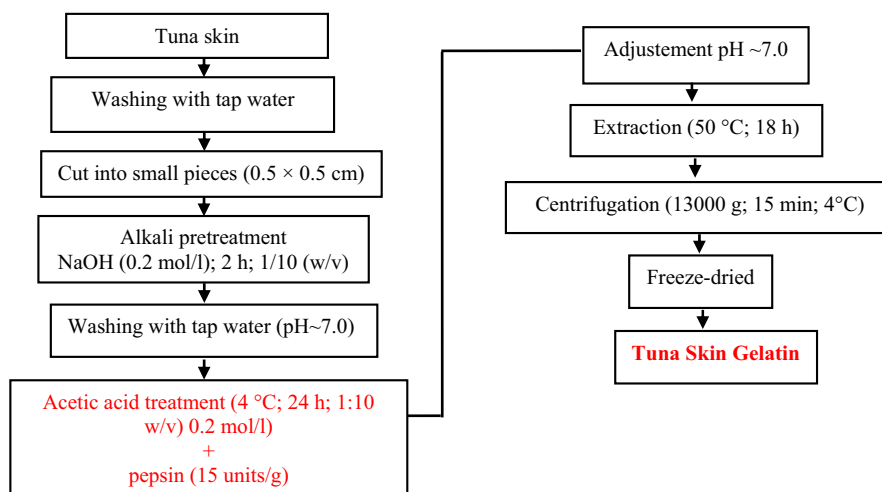 Tuna skin
Washing with tap water
Cut into small pieces (0.5 × 0.5 cm)
Alkali pretreatment
NaOH (0.2 mol/l); 2 h; 1/10 (w/v)
Washing with tap water (pH~7.0)
Acetic acid treatment (4 °C; 24 h; 1:10
w/v) 0.2 mol/l)
+
pepsin (15 units/g)
Adjustement pH ~7.0
Extraction (50 °C; 18 h)
Centrifugation (13000 g; 15 min; 4°C)
Freeze-dried
Tuna Skin Gelatin